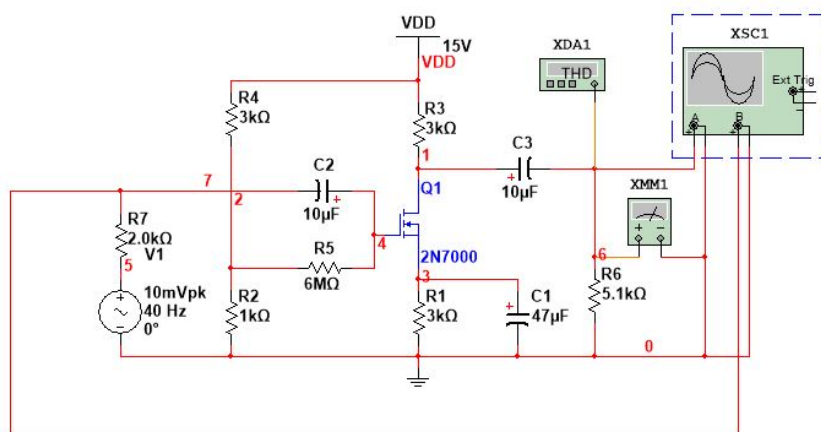 VDD
15V
VDD
XDA1
THD
XSC1
Ext Trig
A
B
R4
3kΩ
R3
3kΩ
1
C3
10µF
7
2
C2
10µF
Q1
4
2N7000
XMM1
R7
2.0kΩ
V1
5
10mVpk
40 Hz
0°
R5
6MΩ
3
R2
1kΩ
R1
3kΩ
C1
47µF
6
R6
5.1kΩ
0